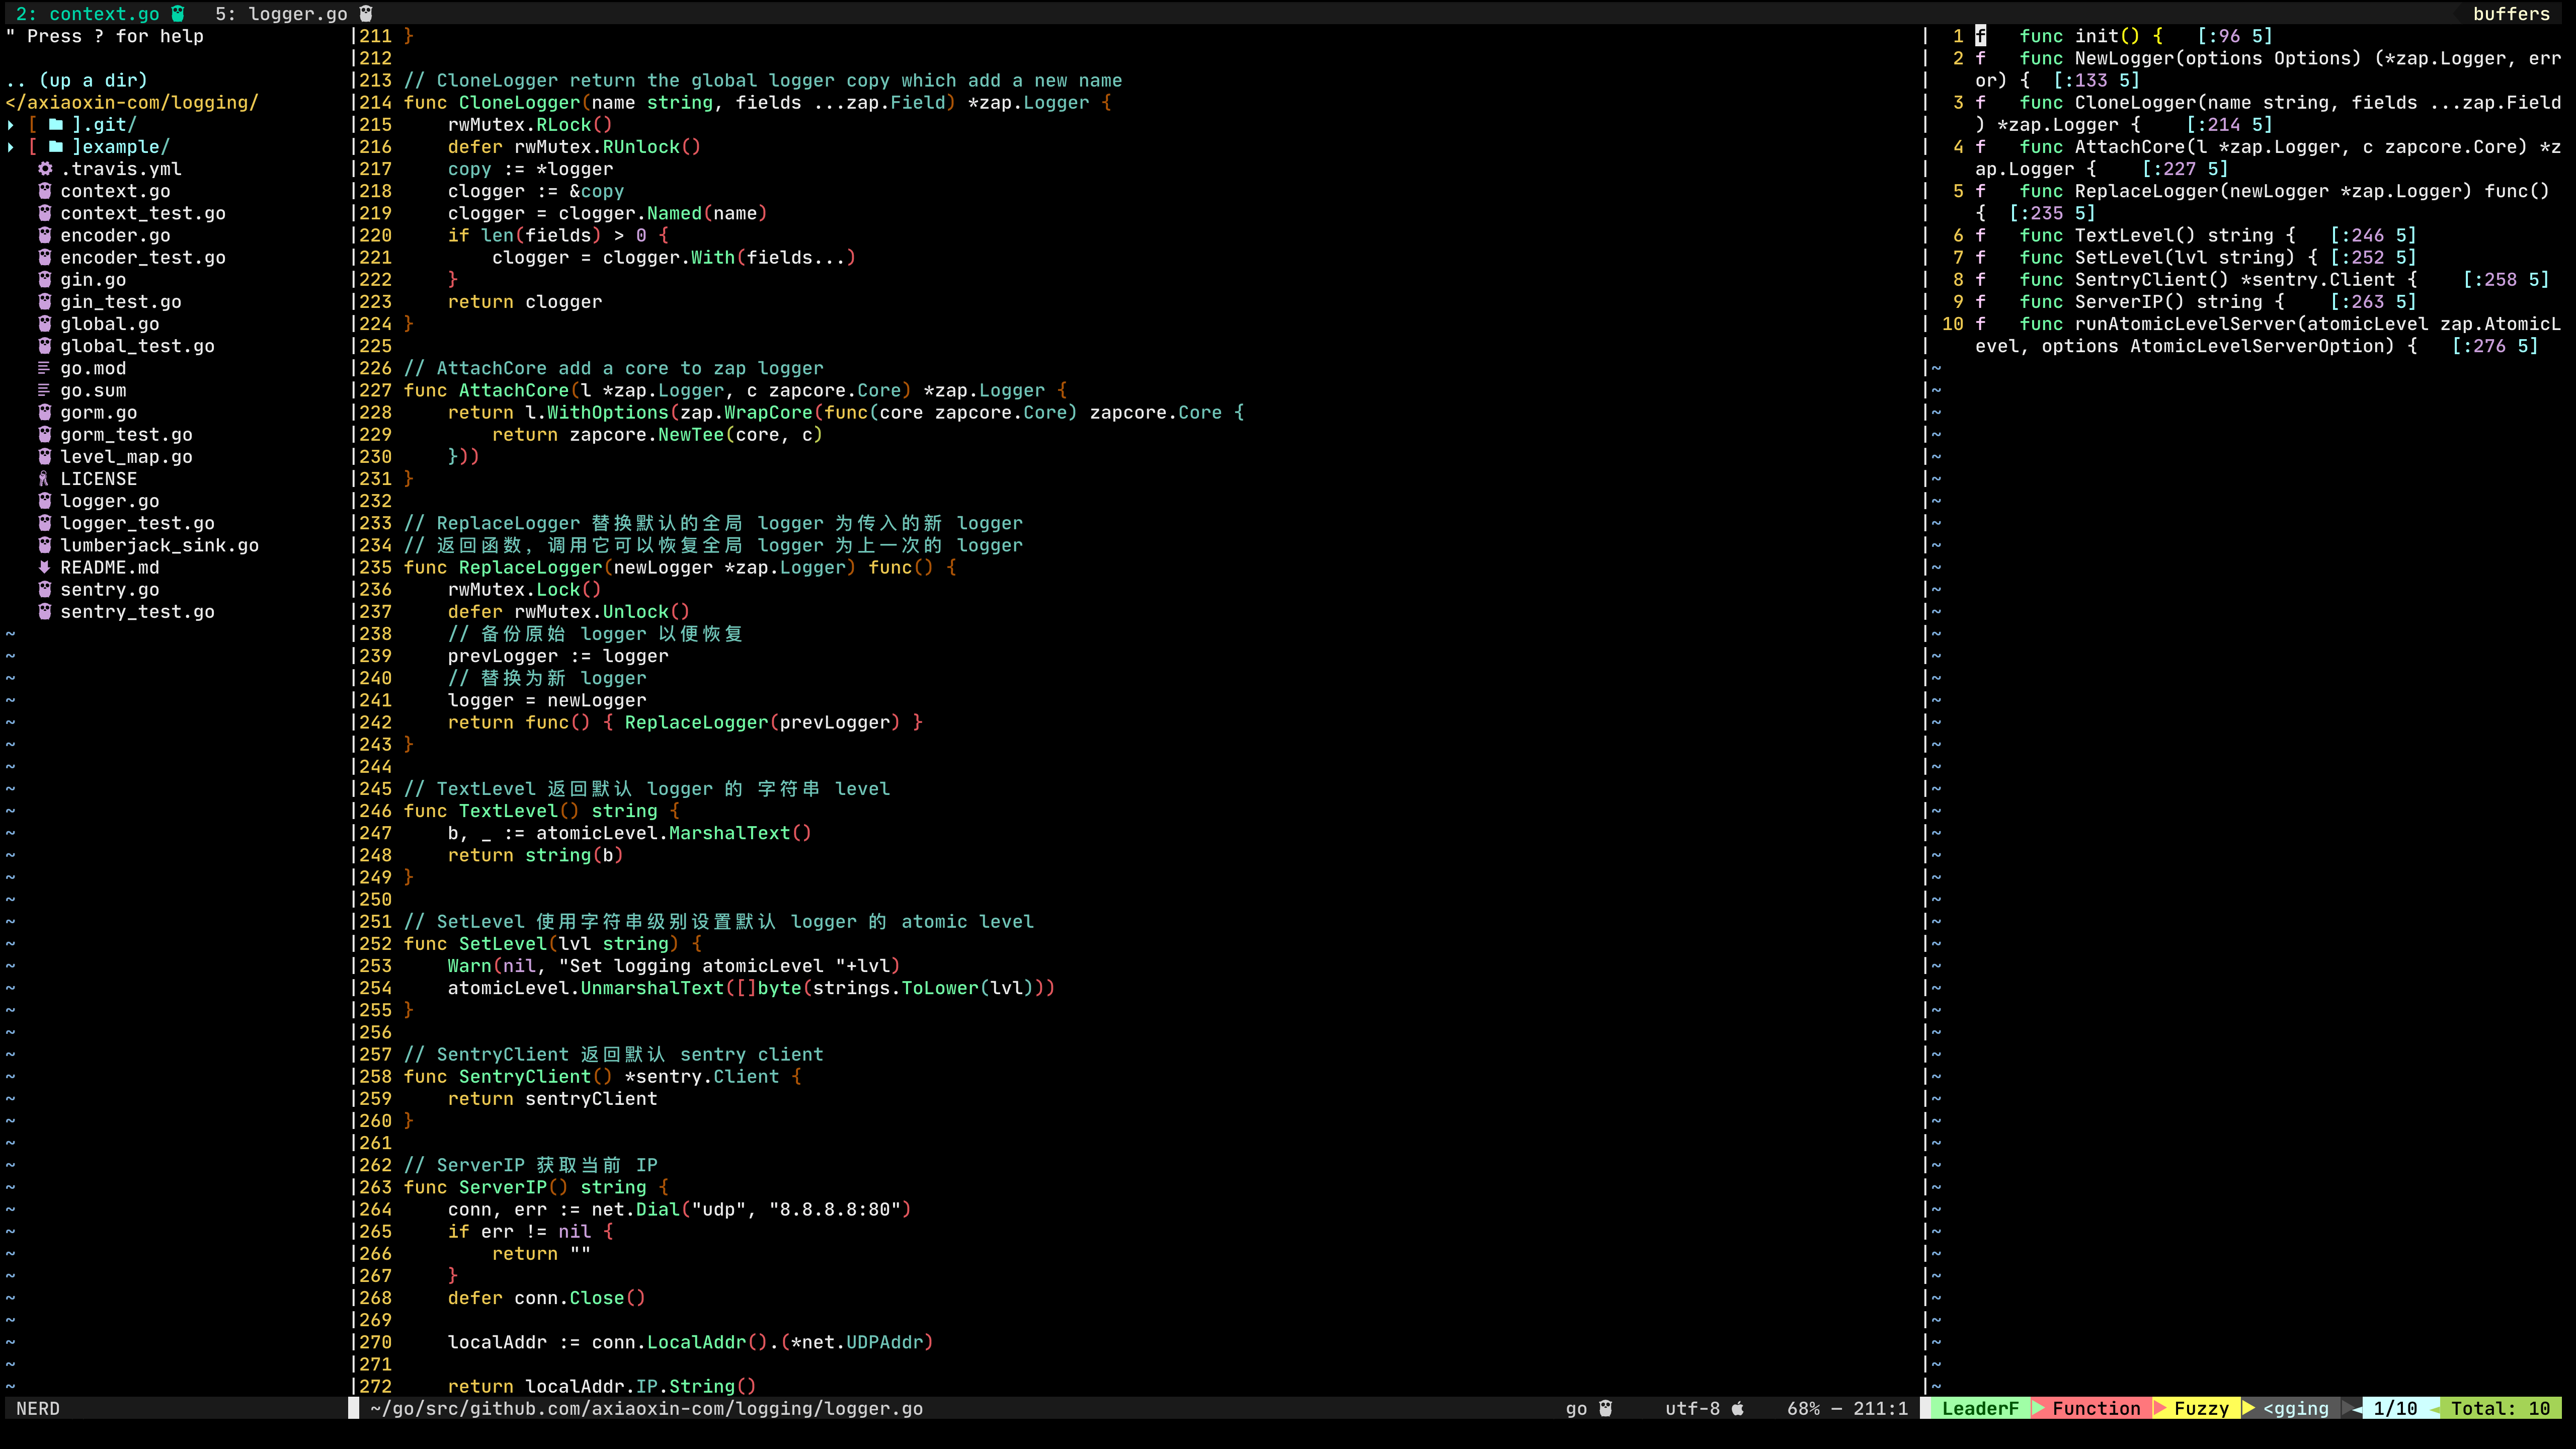 2: context.go 5: logger.go buffers
" Press ? for help
.. (up a dir)
</axiaoxin-com/logging/
▸ [ ].git/
▸ [ ]example/
.travis.yml
context.go
context_test.go
encoder.go
encoder_test.go
gin.go
gin_test.go
global.go
global_test.go
go.mod
go.sum
gorm.go
gorm_test.go
level_map.go
LICENSE
logger.go
logger_test.go
lumberjack_sink.go
README.md
sentry.go
sentry_test.go
211 }
212
213 // CloneLogger return the global logger copy which add a new name
214 func CloneLogger(name string, fields ...zap.Field) *zap.Logger {
215     rwMutex.RLock()
216     defer rwMutex.RUnlock()
217     copy := *logger
218     clogger := &copy
219     clogger = clogger.Named(name)
220     if len(fields) > 0 {
221         clogger = clogger.With(fields...)
222     }
223     return clogger
224 }
225
226 // AttachCore add a core to zap logger
227 func AttachCore(l *zap.Logger, c zapcore.Core) *zap.Logger {
228     return l.WithOptions(zap.WrapCore(func(core zapcore.Core) zapcore.Core {
229         return zapcore.NewTee(core, c)
230     }))
231 }
232
233 // ReplaceLogger 替换默认的全局 logger 为传入的新 logger
234 // 返回函数，调用它可以恢复全局 logger 为上一次的 logger
235 func ReplaceLogger(newLogger *zap.Logger) func() {
236     rwMutex.Lock()
237     defer rwMutex.Unlock()
238     // 备份原始 logger 以便恢复
239     prevLogger := logger
240     // 替换为新 logger
241     logger = newLogger
242     return func() { ReplaceLogger(prevLogger) }
243 }
244
245 // TextLevel 返回默认 logger 的 字符串 level
246 func TextLevel() string {
247     b, _ := atomicLevel.MarshalText()
248     return string(b)
249 }
250
251 // SetLevel 使用字符串级别设置默认 logger 的 atomic level
252 func SetLevel(lvl string) {
253     Warn(nil, "Set logging atomicLevel "+lvl)
254     atomicLevel.UnmarshalText([]byte(strings.ToLower(lvl)))
255 }
256
257 // SentryClient 返回默认 sentry client
258 func SentryClient() *sentry.Client {
259     return sentryClient
260 }
261
262 // ServerIP 获取当前 IP
263 func ServerIP() string {
264     conn, err := net.Dial("udp", "8.8.8.8:80")
265     if err != nil {
266         return ""
267     }
268     defer conn.Close()
269
270     localAddr := conn.LocalAddr().(*net.UDPAddr)
271
272     return localAddr.IP.String()
1 f func init() { [:96 5]
2 f func NewLogger(options Options) (*zap.Logger, err
or) { [:133 5]
3 f func CloneLogger(name string, fields ...zap.Field
) *zap.Logger { [:214 5]
4 f func AttachCore(l *zap.Logger, c zapcore.Core) *z
ap.Logger { [:227 5]
5 f func ReplaceLogger(newLogger *zap.Logger) func()
{ [:235 5]
6 f func TextLevel() string { [:246 5]
7 f func SetLevel(lvl string) { [:252 5]
8 f func SentryClient() *sentry.Client { [:258 5]
9 f func ServerIP() string { [:263 5]
10 f func runAtomicLevelServer(atomicLevel zap.AtomicL
evel, options AtomicLevelServerOption) { [:276 5]
NERD ~/go/src/github.com/axiaoxin-com/logging/logger.go go utf-8 68% – 211:1 LeaderF Function Fuzzy <gging 1/10 Total: 10